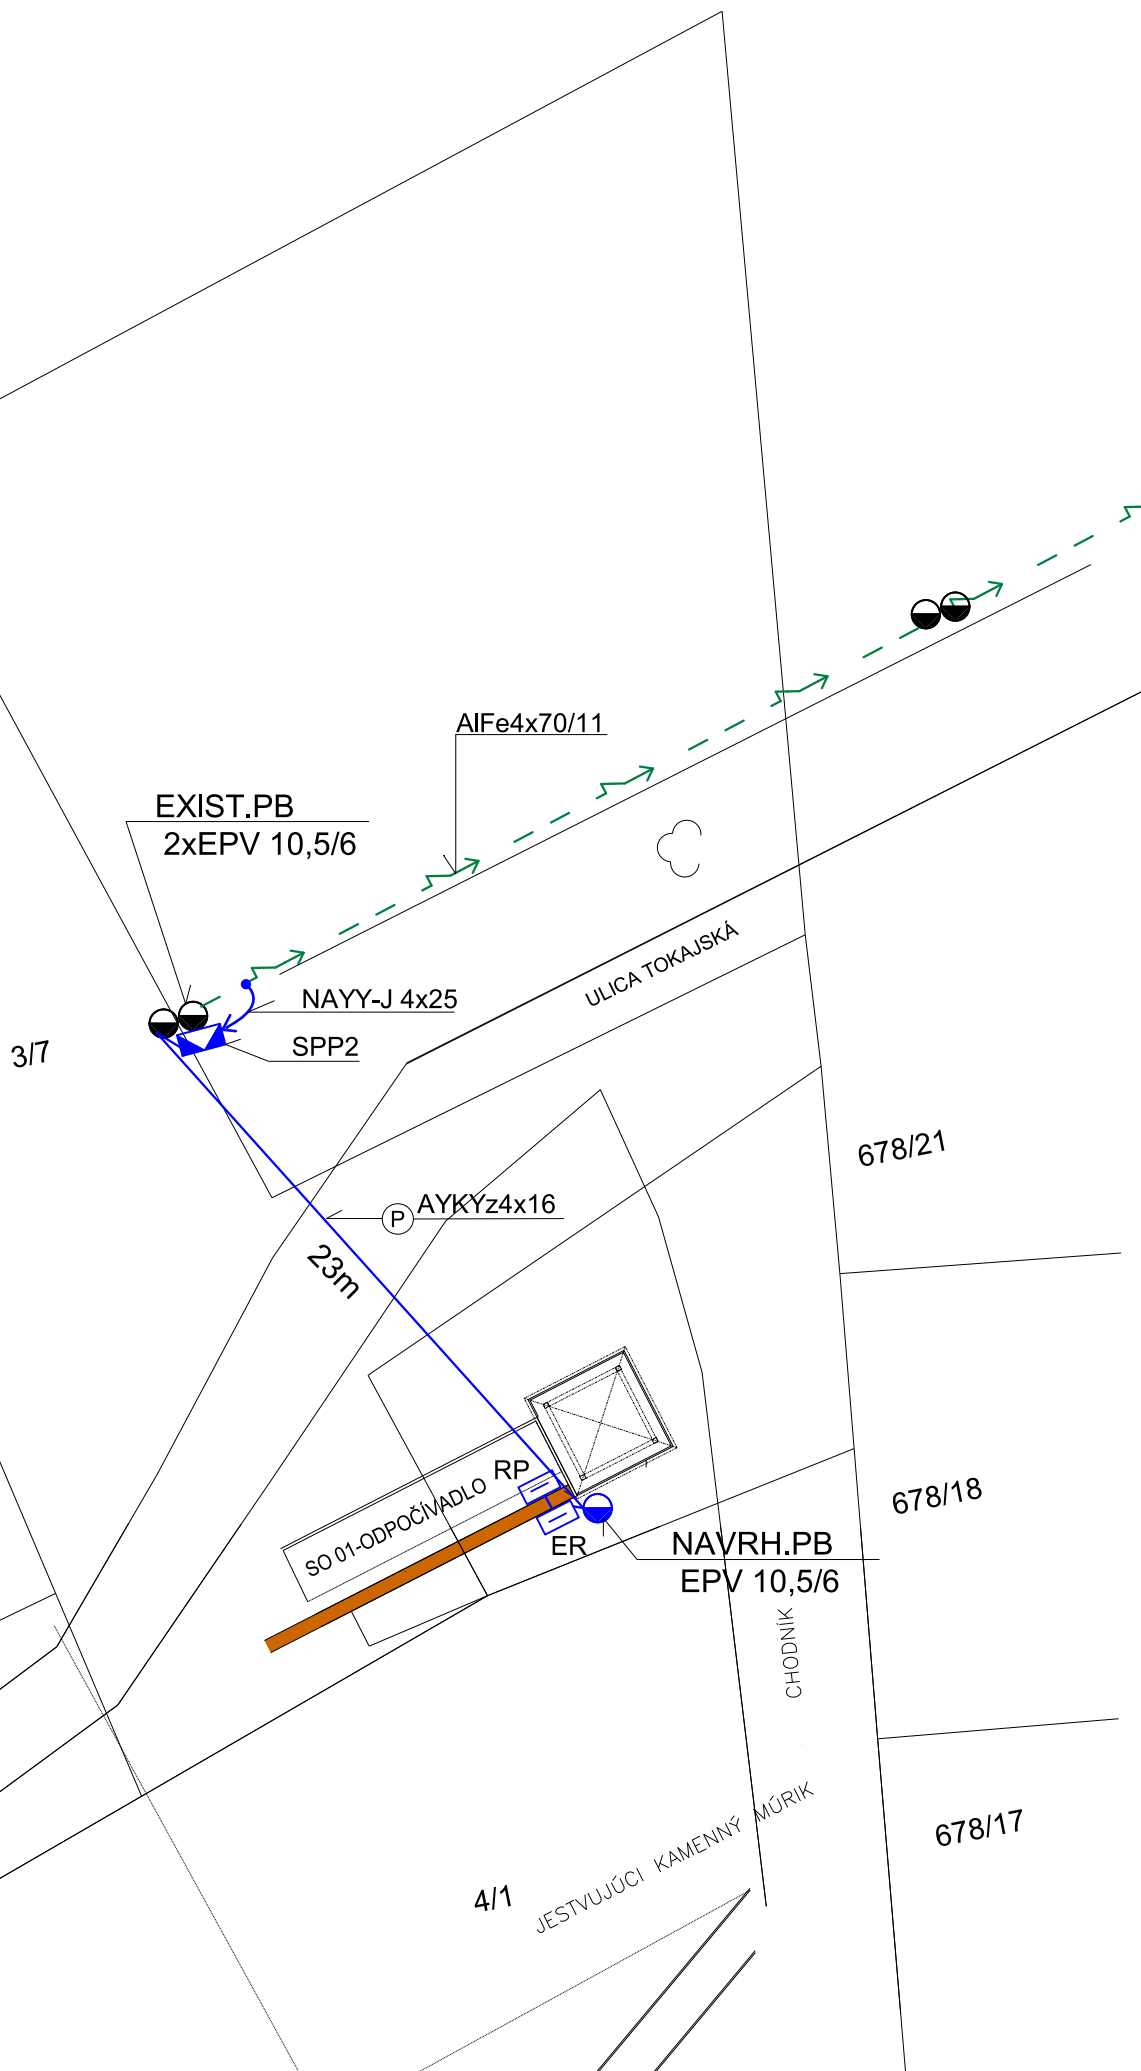 AlFe4x70/11
EXIST.PB
2xEPV 10,5/6
ULICA TOKAJSKÁ
NAYY-J 4x25
SPP2
3/7
678/21
P
AYKYz4x16
23m
RP
SO 01-ODPOČÍVADLO
678/18
ER
NAVRH.PB
EPV 10,5/6
CHODNÍK
678/17
JESTVUJÚCI KAMENNÝ MÚRIK
4/1